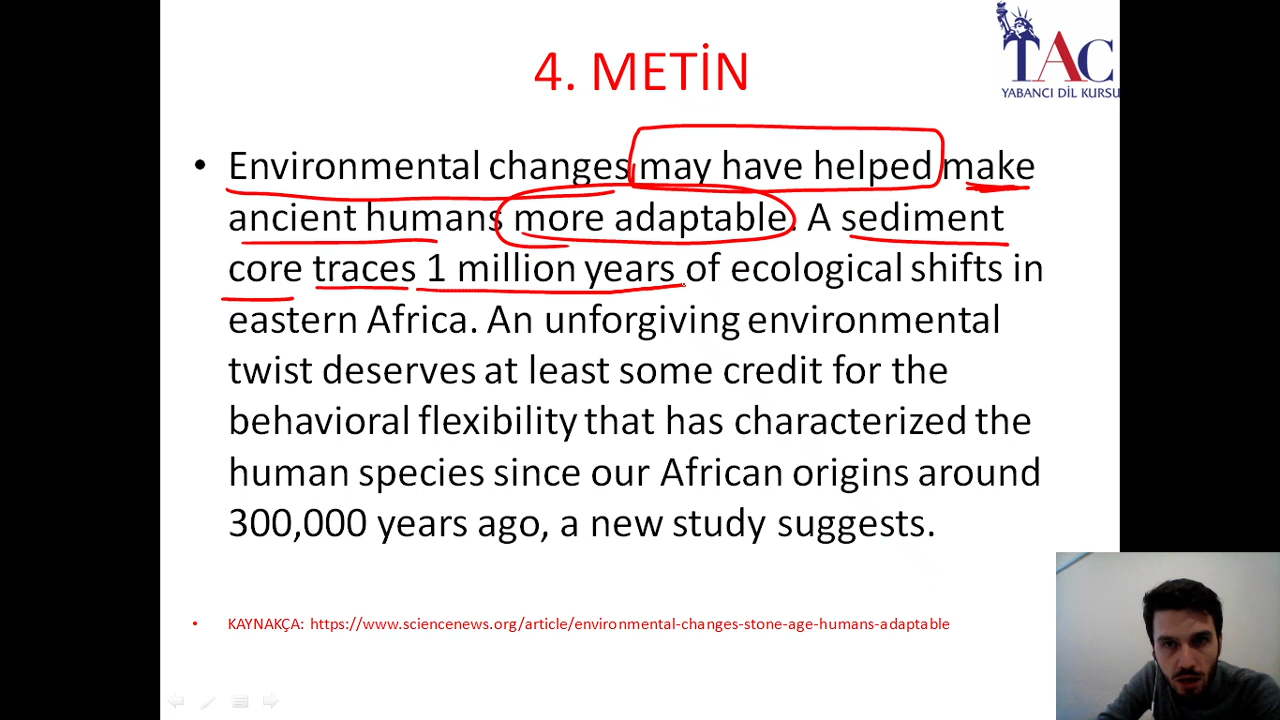 TAC
YABANCI DİL KURSU
4. METİN
• Environmental changes may have helped make
ancient humans more adaptable. A sediment
core traces 1 million years of ecological shifts in
eastern Africa. An unforgiving environmental
twist deserves at least some credit for the
behavioral flexibility that has characterized the
human species since our African origins around
300,000 years ago, a new study suggests.
• KAYNAKÇA: https://www.sciencenews.org/article/environmental-changes-stone-age-humans-adaptable